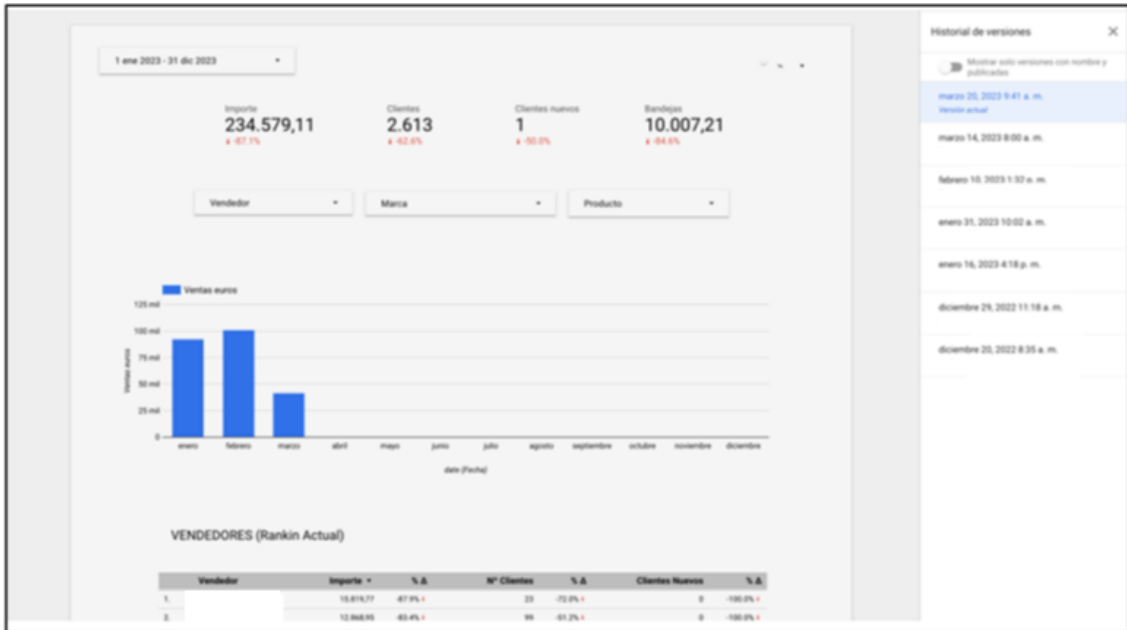 1 ene 2023 - 31 dic 2023
Importe
234.579,11
-87.1%
Clientes
2.613
-62.6%
Clientes nuevos
1
-50.0%
Bandejas
10.007,21
-84.6%
Vendedor
Marca
Producto
Ventas euros
125 mil
100 mil
75 mil
50 mil
25 mil
0
Ventas euros
enero febrero marzo abril mayo junio julio agosto septiembre octubre noviembre diciembre
date (Fecha)
VENDEDORES (Rankin Actual)
Vendedor Importe % Δ Nº Clientes % Δ Clientes Nuevos % Δ
1. 15.819,77 -87.9% 23 -72.0% 0 -100.0%
2. 12.868,95 -83.4% 99 -51.2% 0 -100.0%
Historial de versiones
Mostrar solo versiones con nombre y
publicadas
marzo 20, 2023 9:41 a. m.
Versión actual
marzo 14, 2023 8:00 a. m.
febrero 10, 2023 1:32 p. m.
enero 31, 2023 10:02 a. m.
enero 16, 2023 4:18 p. m.
diciembre 29, 2022 11:18 a. m.
diciembre 20, 2022 8:35 a. m.